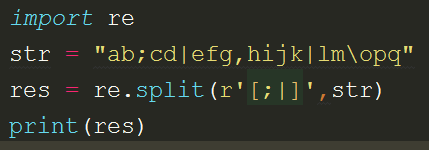 import re
str = "ab;cd|efg,hijk|lm\opq"
res = re.split(r'[;|]',str)
print(res)